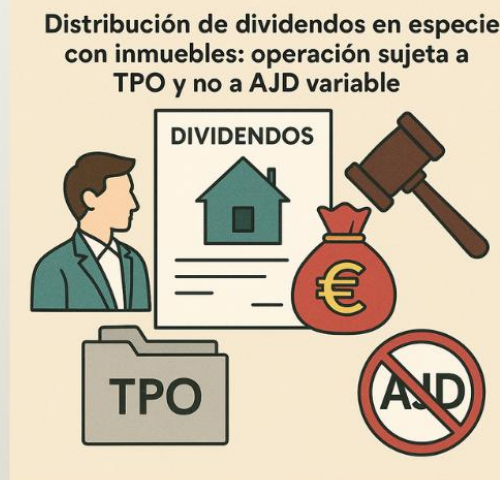 Distribución de dividendos en especie
con inmuebles: operación sujeta a
TPO y no a AJD variable
DIVIDENDOS
€
TPO
AJD